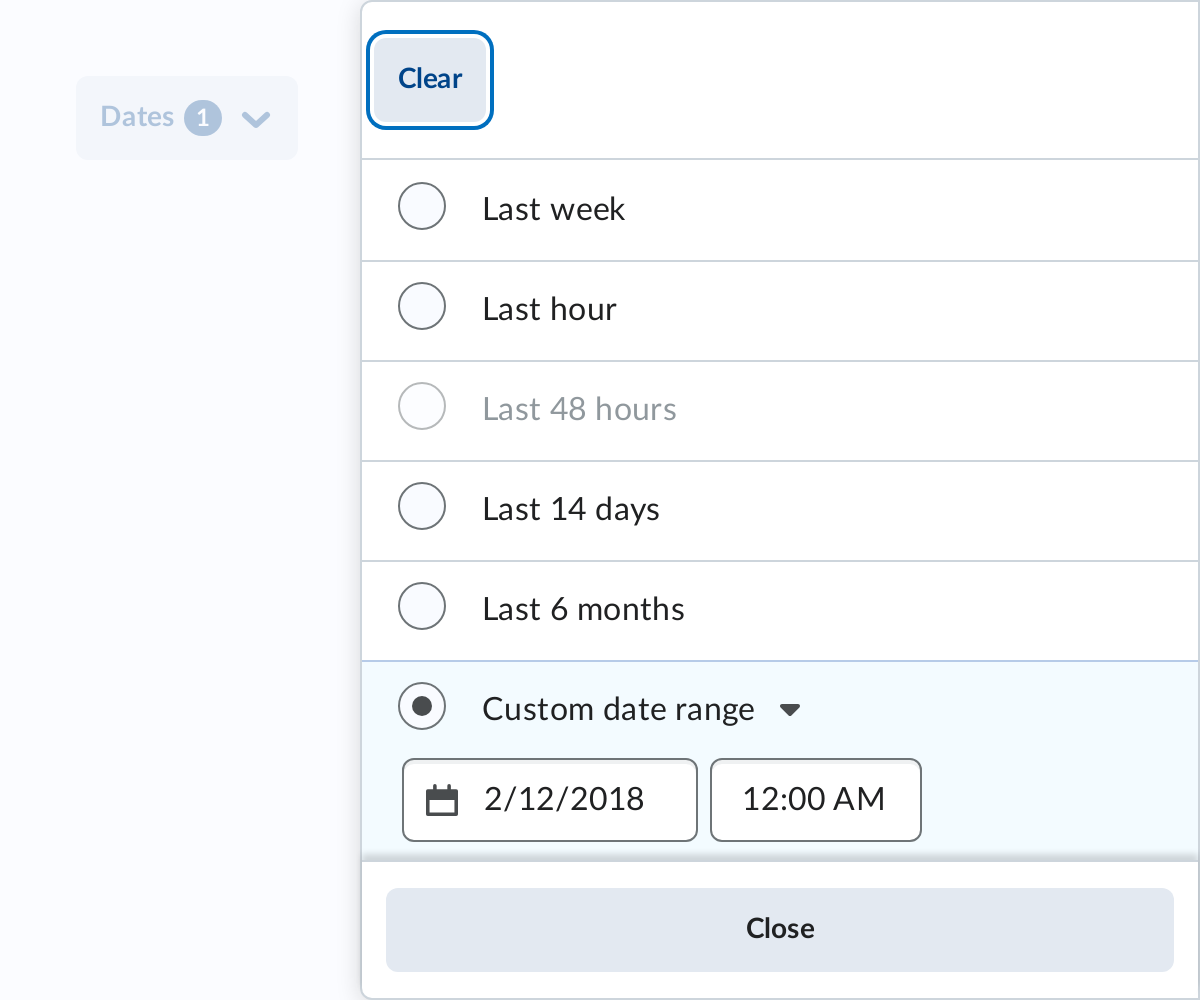 Clear
Dates 1
Last week
Last hour
Last 48 hours
Last 14 days
Last 6 months
Custom date range
2/12/2018 12:00 AM
Close